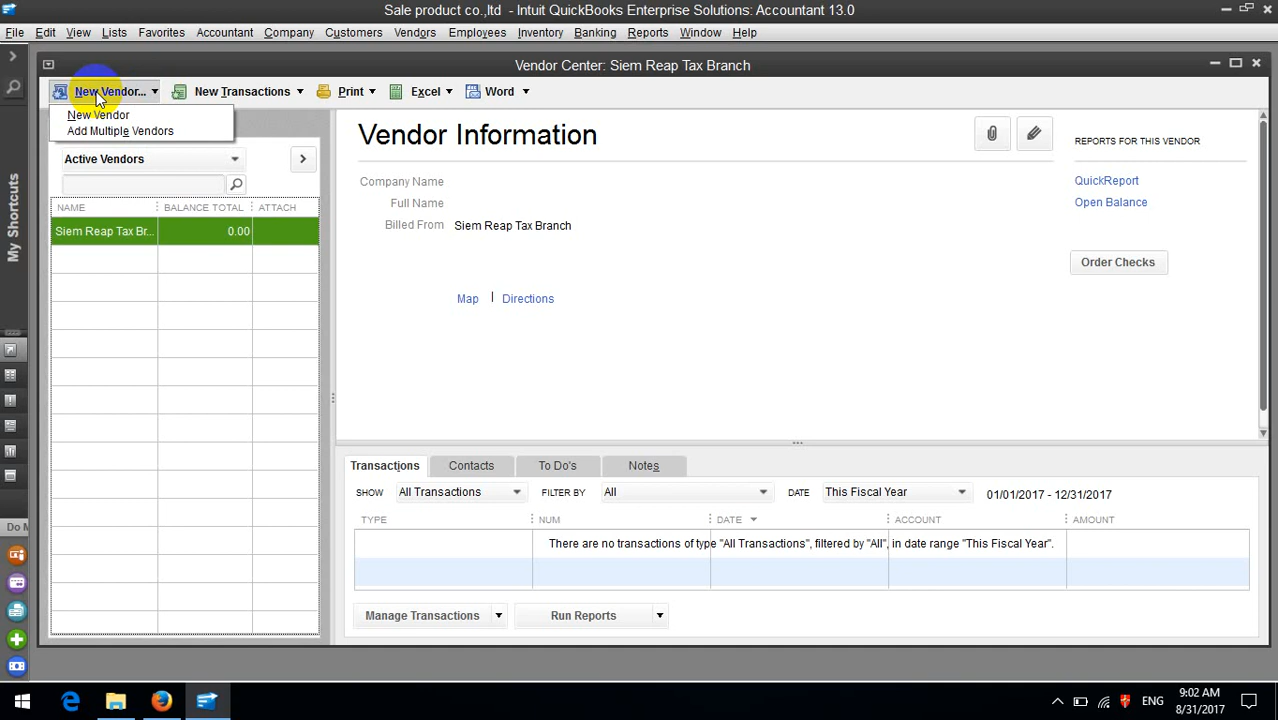 Sale product co.,ltd - Intuit QuickBooks Enterprise Solutions: Accountant 13.0
File Edit View Lists Favorites Accountant Company Customers Vendors Employees Inventory Banking Reports Window Help
Vendor Center: Siem Reap Tax Branch
New Vendor... New Transactions Print Excel Word
New Vendor
Add Multiple Vendors
Active Vendors
NAME BALANCE TOTAL ATTACH
Siem Reap Tax Br... 0.00
My Shortcuts
Do M
Vendor Information
Company Name
Full Name
Billed From Siem Reap Tax Branch
Map Directions
REPORTS FOR THIS VENDOR
QuickReport
Open Balance
Order Checks
Transactions Contacts To Do's Notes
SHOW All Transactions FILTER BY All DATE This Fiscal Year 01/01/2017 - 12/31/2017
TYPE NUM DATE ACCOUNT AMOUNT
There are no transactions of type "All Transactions", filtered by "All", in date range "This Fiscal Year".
Manage Transactions Run Reports
ENG
9:02 AM
8/31/2017